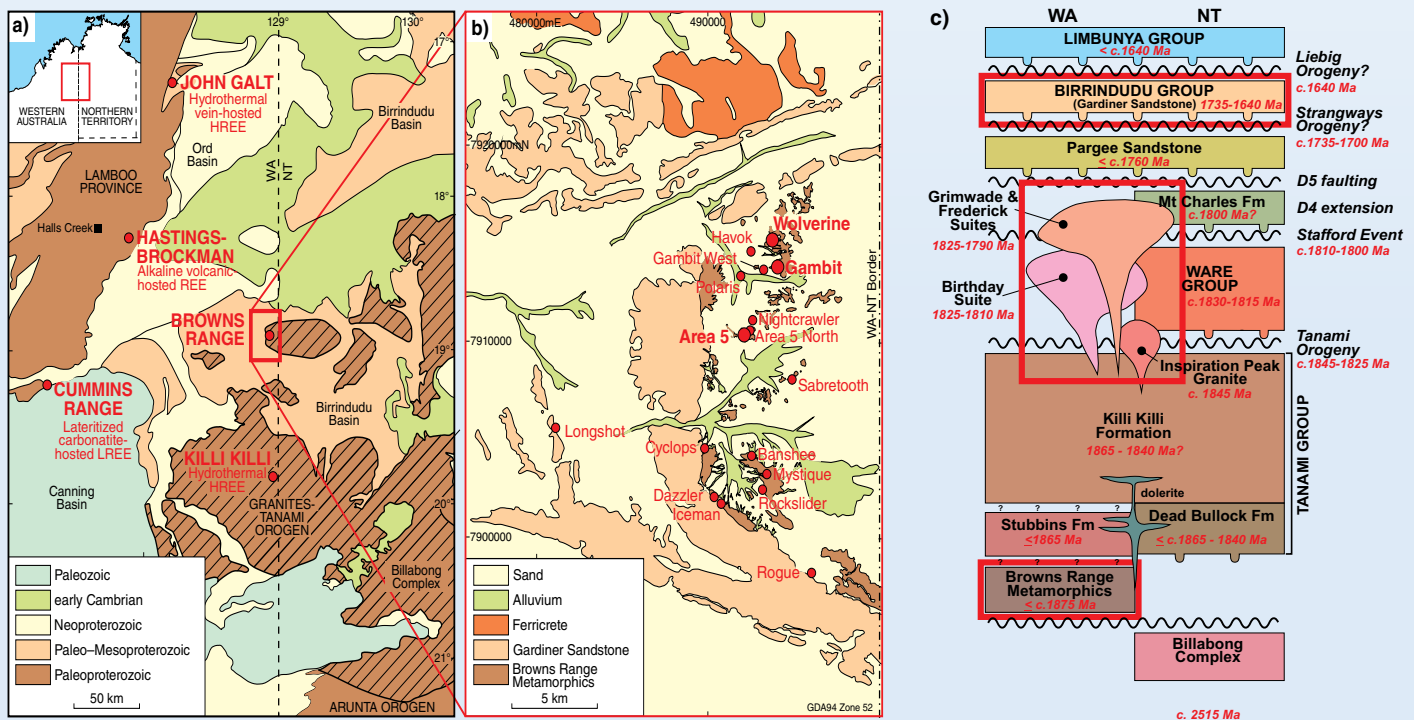 a)
129°
130°
17°
WESTERN
AUSTRALIA
NORTHERN
TERRITORY
JOHN GALT
Hydrothermal
vein-hosted
HREE
Birrindudu
Basin
Ord
Basin
WA
NT
LAMBOO
PROVINCE
18°
Halls Creek
HASTINGS-
BROCKMAN
Alkaline volcanic
hosted REE
BROWNS
RANGE
19°
CUMMINS
RANGE
Lateritized
carbonatite-
hosted LREE
Birrindudu
Basin
KILLI KILLI
Hydrothermal
HREE
GRANITES-
TANAMI
OROGEN
Canning
Basin
Billabong
Complex
21°
ARUNTA OROGEN
Paleozoic
early Cambrian
Neoproterozoic
Paleo–Mesoproterozoic
Paleoproterozoic
50 km
b)
480000mE
490000
7920000mN
Wolverine
Havok
Gambit West
Gambit
Polaris
WA-NT Border
Nightcrawler
Area 5
Area 5 North
7910000
Sabretooth
Longshot
Cyclops
Banshee
Mystique
Dazzler
Rockslider
Iceman
7900000
Rogue
Sand
Alluvium
Ferricrete
Gardiner Sandstone
Browns Range
Metamorphics
5 km
GDA94 Zone 52
c)
WA
NT
LIMBUNYA GROUP
< c.1640 Ma
Liebig
Orogeny?
c.1640 Ma
BIRRINDUDU GROUP
(Gardiner Sandstone) 1735-1640 Ma
Strangways
Orogeny?
c.1735-1700 Ma
Pargee Sandstone
< c.1760 Ma
D5 faulting
Grimwade &
Frederick
Suites
1825-1790 Ma
Mt Charles Fm
c.1800 Ma?
D4 extension
Stafford Event
c.1810-1800 Ma
WARE
GROUP
c.1830-1815 Ma
Birthday
Suite
1825-1810 Ma
Tanami
Orogeny
c.1845-1825 Ma
Inspiration Peak
Granite
c. 1845 Ma
Killi Killi
Formation
1865 - 1840 Ma?
TANAMI GROUP
dolerite
? ? ? ?
Stubbins Fm
≤1865 Ma
Dead Bullock Fm
≤ c.1865 - 1840 Ma
? ? ? ?
Browns Range
Metamorphics
≤ c.1875 Ma
Billabong
Complex
c. 2515 Ma